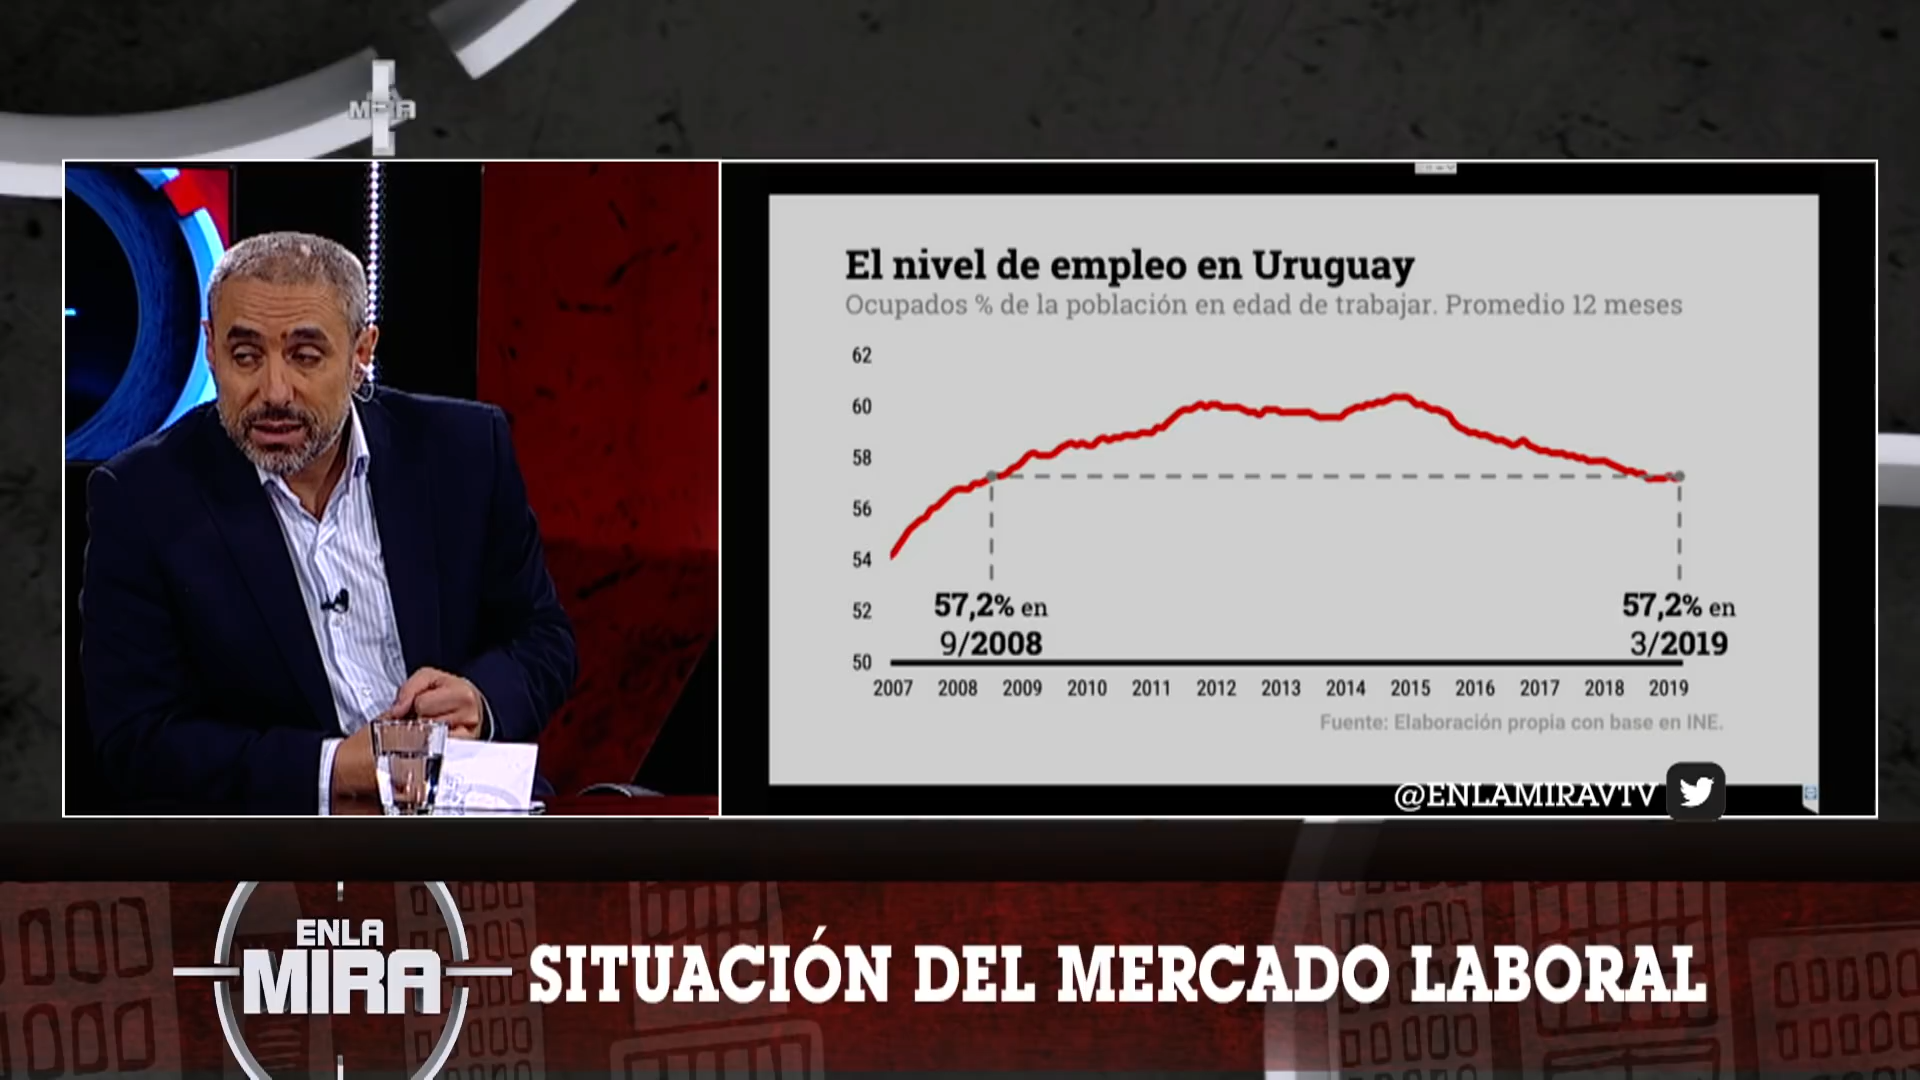 MIRA
El nivel de empleo en Uruguay
Ocupados % de la población en edad de trabajar. Promedio 12 meses
62
60
58
56
54
52
50
57,2% en
9/2008
57,2% en
3/2019
2007 2008 2009 2010 2011 2012 2013 2014 2015 2016 2017 2018 2019
Fuente: Elaboración propia con base en INE.
@ENLAMIRAVTV
EN LA
MIRA
SITUACIÓN DEL MERCADO LABORAL